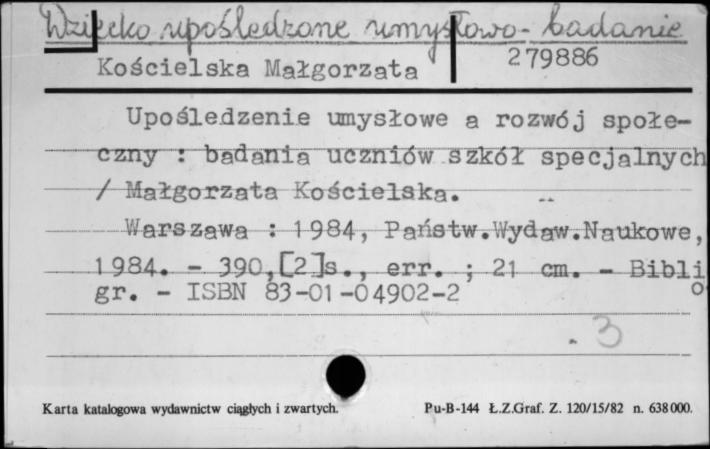 Dziecko upośledzone umysłowo - badanie
279886
Kościelska Małgorzata
Upośledzenie umysłowe a rozwój społe-
czny : badania uczniów szkół specjalnych
/ Małgorzata Kościelska.
Warszawa : 1984, Państw.Wydaw.Naukowe,
1984. - 390,[2]s., err. ; 21 cm. - Bibli
gr. - ISBN 83-01-04902-2 o
3
Karta katalogowa wydawnictw ciągłych i zwartych. Pu-B-144 Ł.Z.Graf. Z. 120/15/82 n. 638000.